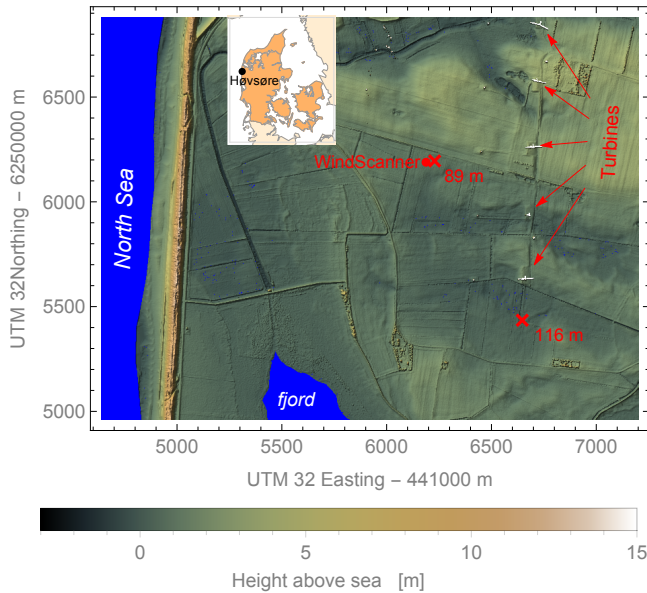 Høvsøre
WindScanner
89 m
116 m
Turbines
North Sea
fjord
6500
6000
5500
5000
UTM 32Northing – 6250000 m
5000 5500 6000 6500 7000
UTM 32 Easting – 441000 m
0 5 10 15
Height above sea [m]